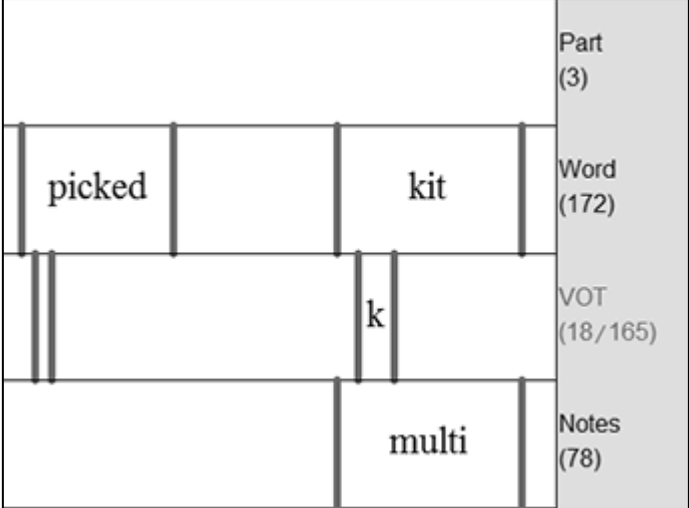 Part
(3)
picked kit
Word
(172)
k
VOT
(18/165)
multi
Notes
(78)